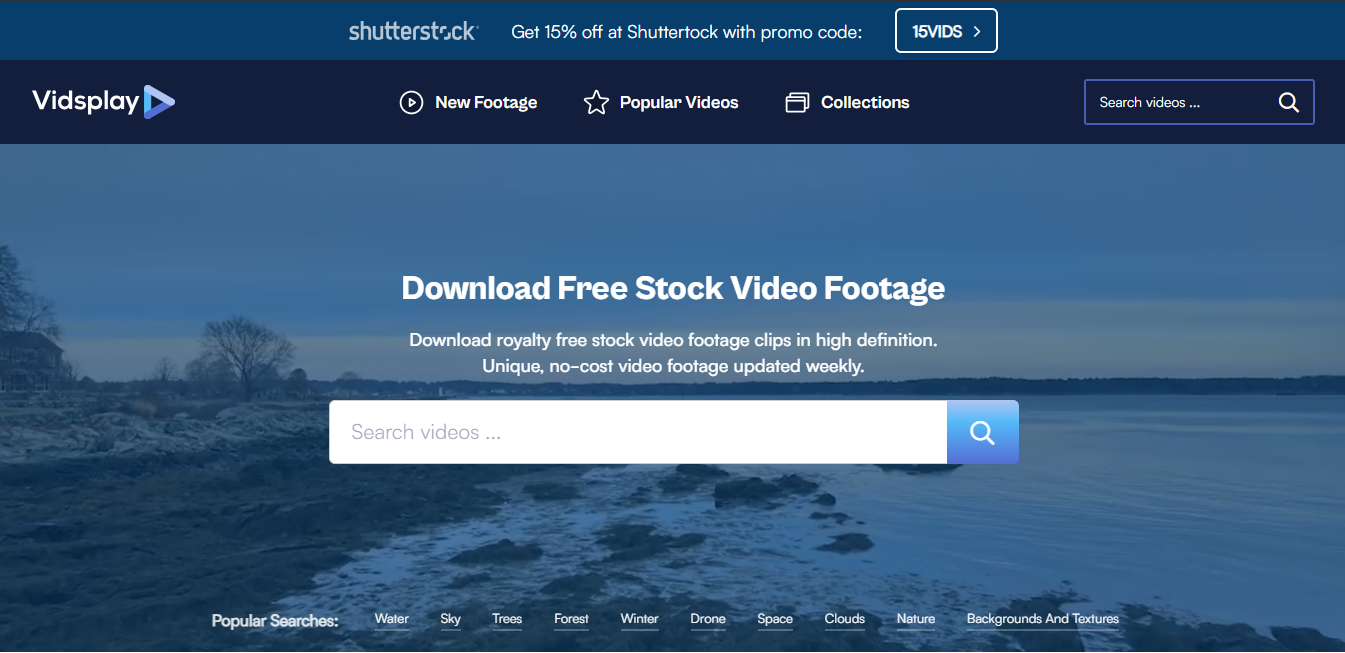 shutterstock Get 15% off at Shuttertock with promo code: 15VIDS
Vidsplay New Footage Popular Videos Collections Search videos ...
Download Free Stock Video Footage
Download royalty free stock video footage clips in high definition.
Unique, no-cost video footage updated weekly.
Search videos ...
Popular Searches: Water Sky Trees Forest Winter Drone Space Clouds Nature Backgrounds And Textures